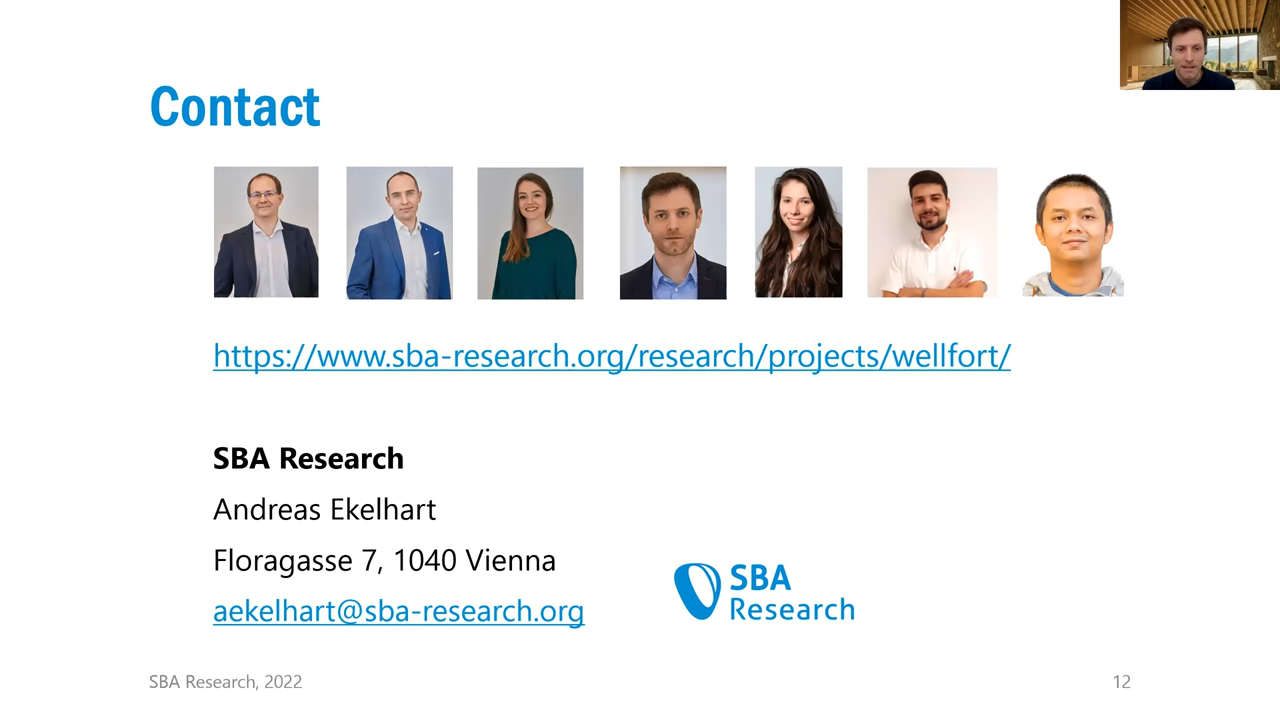 Contact
https://www.sba-research.org/research/projects/wellfort/
SBA Research
Andreas Ekelhart
Floragasse 7, 1040 Vienna
aekelhart@sba-research.org
SBA
Research
SBA Research, 2022
12